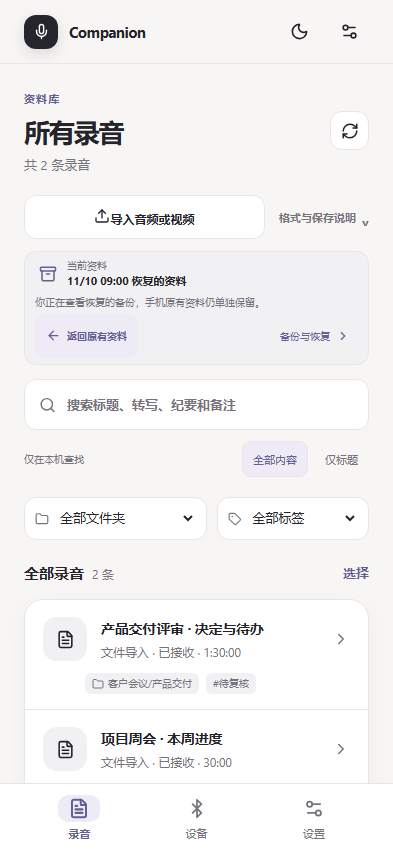 Companion
资料库
所有录音
共 2 条录音
导入音频或视频
格式与保存说明
当前资料
11/10 09:00 恢复的资料
你正在查看恢复的备份，手机原有资料仍单独保留。
返回原有资料
备份与恢复
搜索标题、转写、纪要和备注
仅在本机查找
全部内容
仅标题
全部文件夹
全部标签
全部录音 2 条
选择
产品交付评审 · 决定与待办
文件导入 · 已接收 · 1:30:00
客户会议/产品交付
#待复核
项目周会 · 本周进度
文件导入 · 已接收 · 30:00
录音
设备
设置